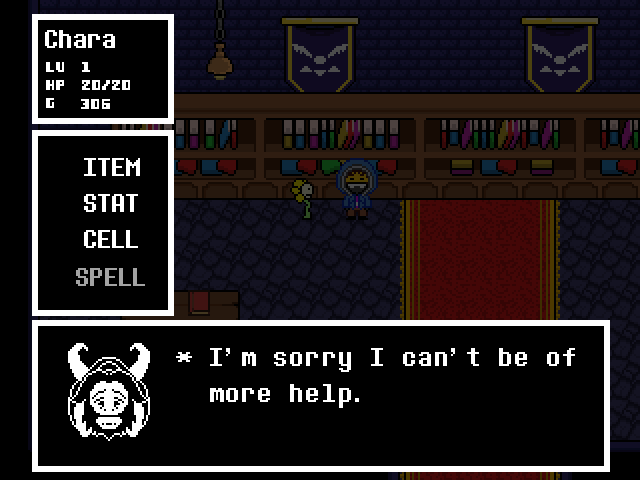 Chara
LV 1
HP 20/20
G 306
ITEM
STAT
CELL
SPELL
* I'm sorry I can't be of
more help.